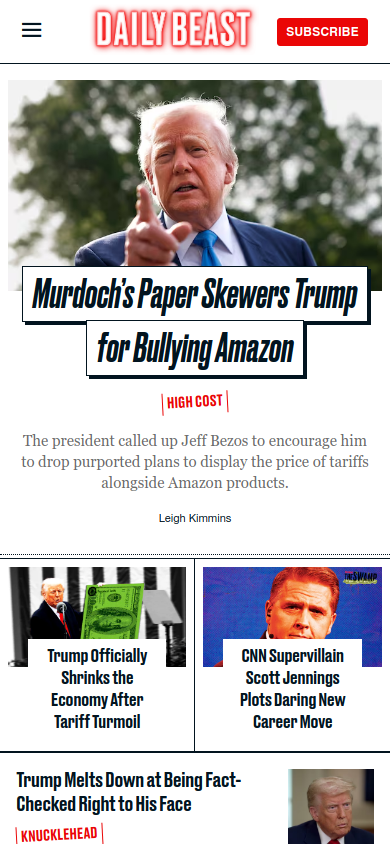 DAILY BEAST
SUBSCRIBE
Murdoch's Paper Skewers Trump
for Bullying Amazon
HIGH COST
The president called up Jeff Bezos to encourage him
to drop purported plans to display the price of tariffs
alongside Amazon products.
Leigh Kimmins
THE SWAMP
Trump Officially
Shrinks the
Economy After
Tariff Turmoil
CNN Supervillain
Scott Jennings
Plots Daring New
Career Move
Trump Melts Down at Being Fact-
Checked Right to His Face
KNUCKLEHEAD